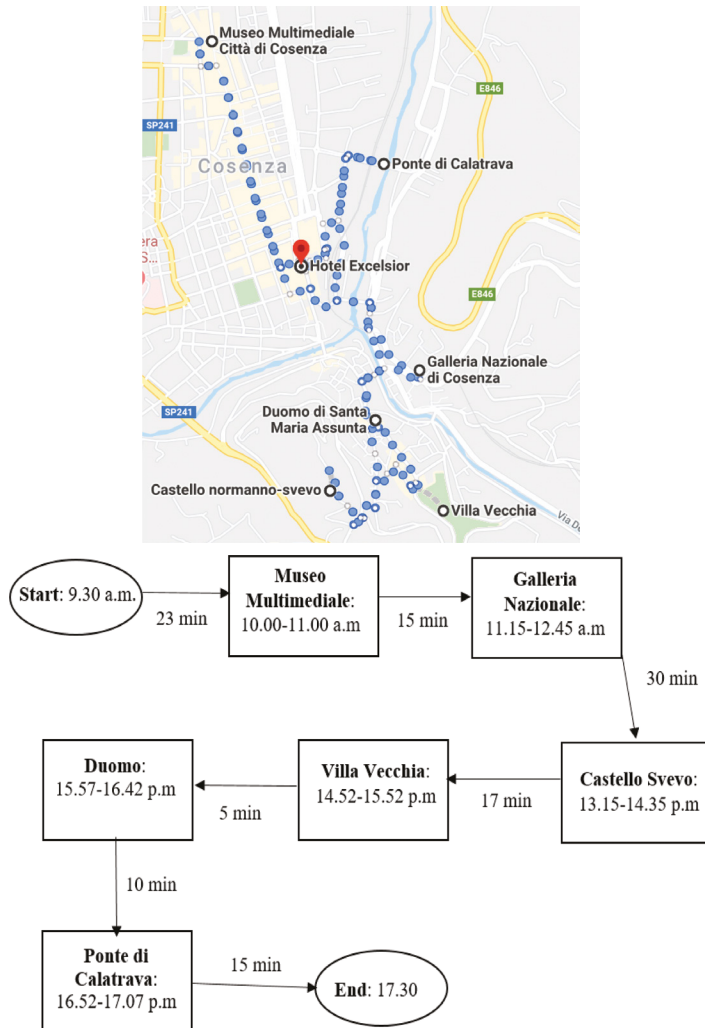 Museo Multimediale
Città di Cosenza
E846
SP241
Cosenza
Ponte di Calatrava
era
S...
Hotel Excelsior
E846
Galleria Nazionale
di Cosenza
SP241
Duomo di Santa
Maria Assunta
Castello normanno-svevo
Villa Vecchia
Via De
Start: 9.30 a.m.
23 min
Museo
Multimediale:
10.00-11.00 a.m
15 min
Galleria
Nazionale:
11.15-12.45 a.m
30 min
Duomo:
15.57-16.42 p.m
5 min
Villa Vecchia:
14.52-15.52 p.m
17 min
Castello Svevo:
13.15-14.35 p.m
10 min
Ponte di
Calatrava:
16.52-17.07 p.m
15 min
End: 17.30